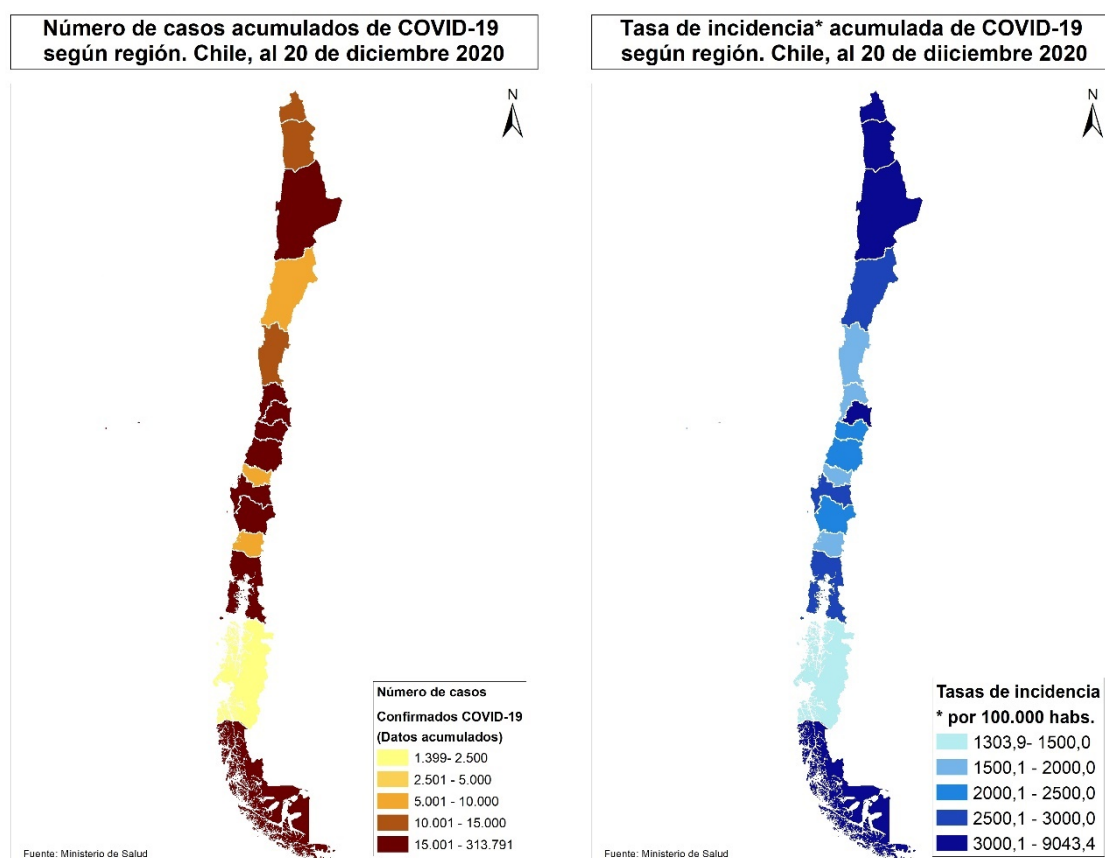 Número de casos acumulados de COVID-19
según región. Chile, al 20 de diciembre 2020
N
Número de casos
Confirmados COVID-19
(Datos acumulados)
1.399- 2.500
2.501 - 5.000
5.001 - 10.000
10.001 - 15.000
15.001 - 313.791
Fuente: Ministerio de Salud
Tasa de incidencia* acumulada de COVID-19
según región. Chile, al 20 de diiciembre 2020
N
Tasas de incidencia
* por 100.000 habs.
1303,9- 1500,0
1500,1 - 2000,0
2000,1 - 2500,0
2500,1 - 3000,0
3000,1 - 9043,4
Fuente: Ministerio de Salud